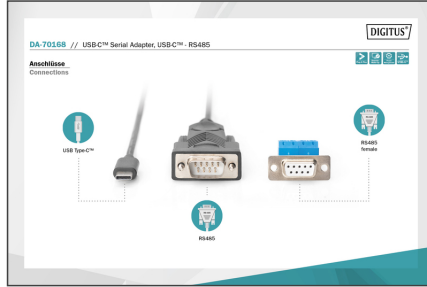 DIGITUS®
DA-70168 // USB-C™ Serial Adapter, USB-C™ - RS485
Anschlüsse
Connections
USB Type-C™
RS485
female
RS485